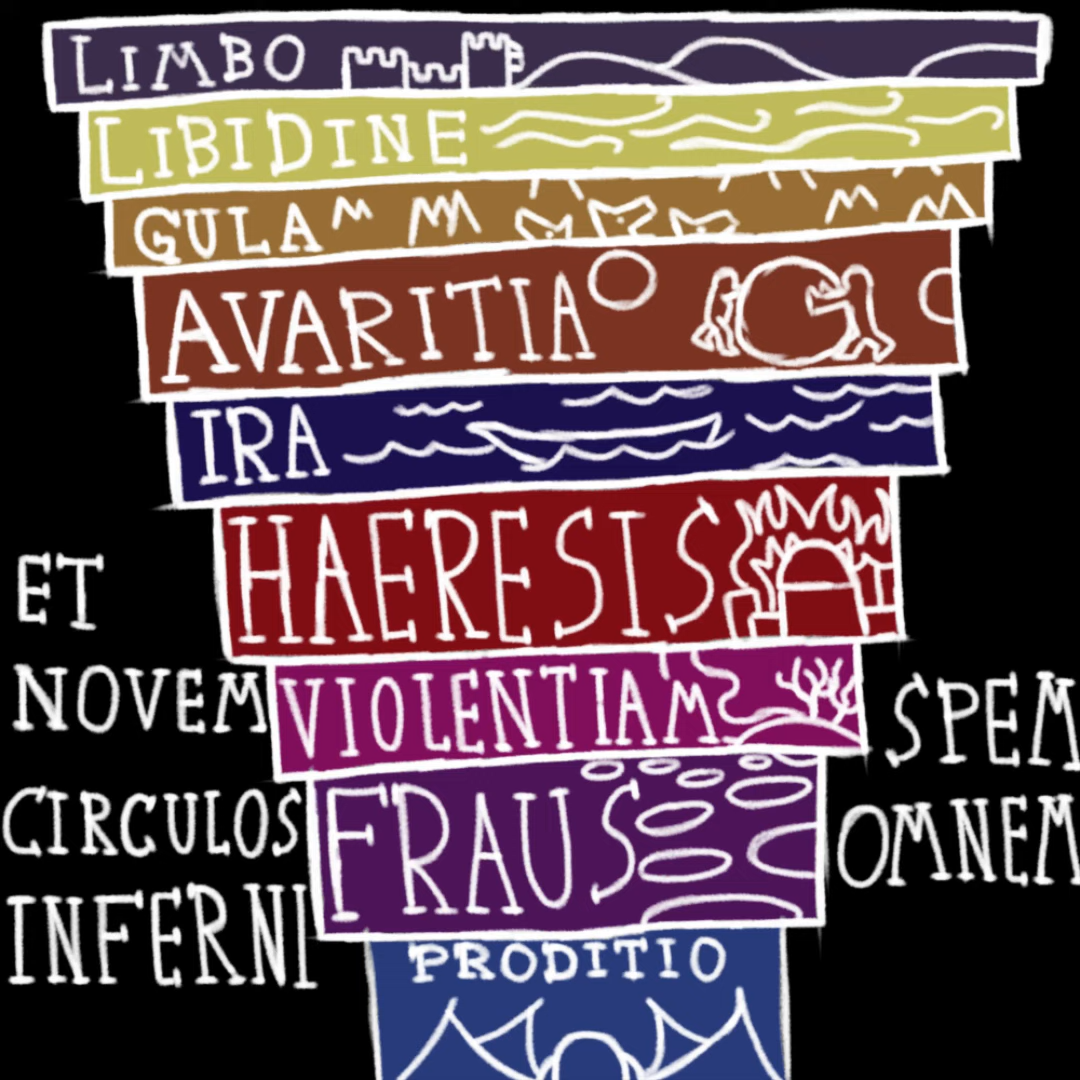 LIMBO
LIBIDINE
GULA
AVARITIA
IRA
HAERESIS
VIOLENTIAM
FRAUS
PRODITIO
ET
NOVEM
CIRCULOS
INFERNI
SPEM
OMNEM